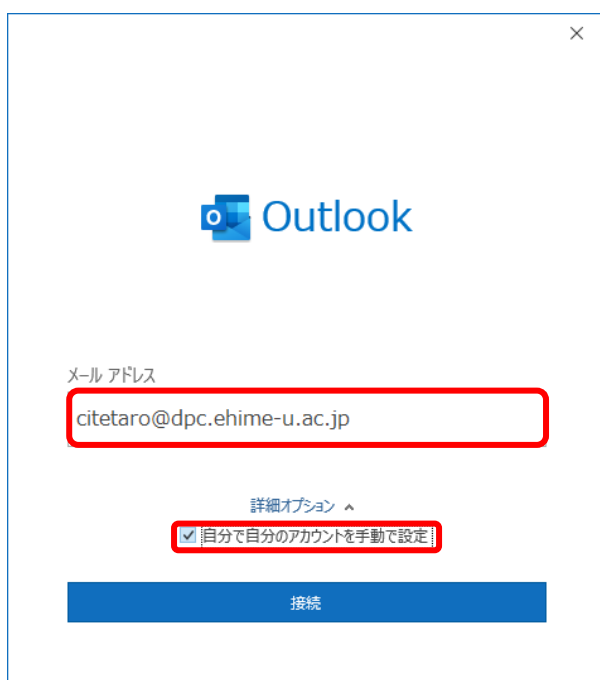 Outlook
メール アドレス
citetaro@dpc.ehime-u.ac.jp
詳細オプション
自分で自分のアカウントを手動で設定
接続